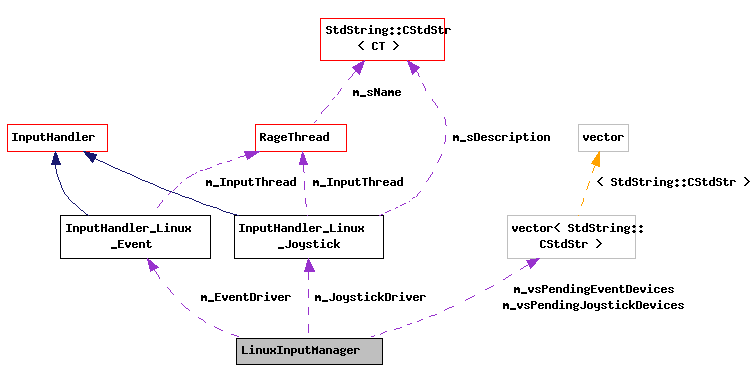 StdString::CStdStr
< CT >
m_sName
InputHandler
RageThread
m_sDescription
vector
m_InputThread
m_InputThread
< StdString::CStdStr >
InputHandler_Linux
_Event
InputHandler_Linux
_Joystick
vector< StdString::
CStdStr >
m_EventDriver
m_JoystickDriver
m_vsPendingEventDevices
m_vsPendingJoystickDevices
LinuxInputManager